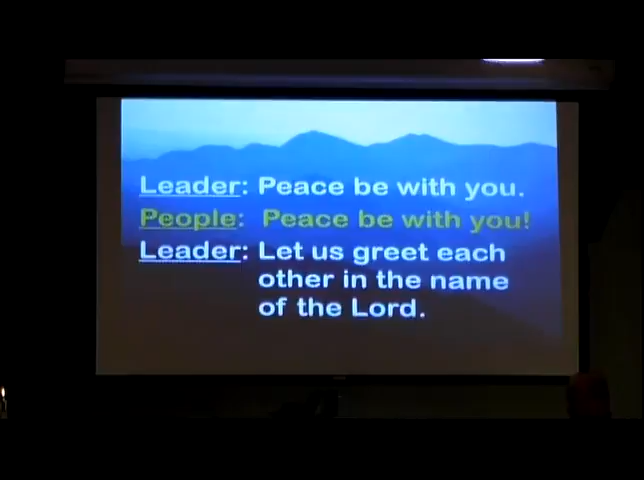 Leader: Peace be with you.
People: Peace be with you!
Leader: Let us greet each
other in the name
of the Lord.